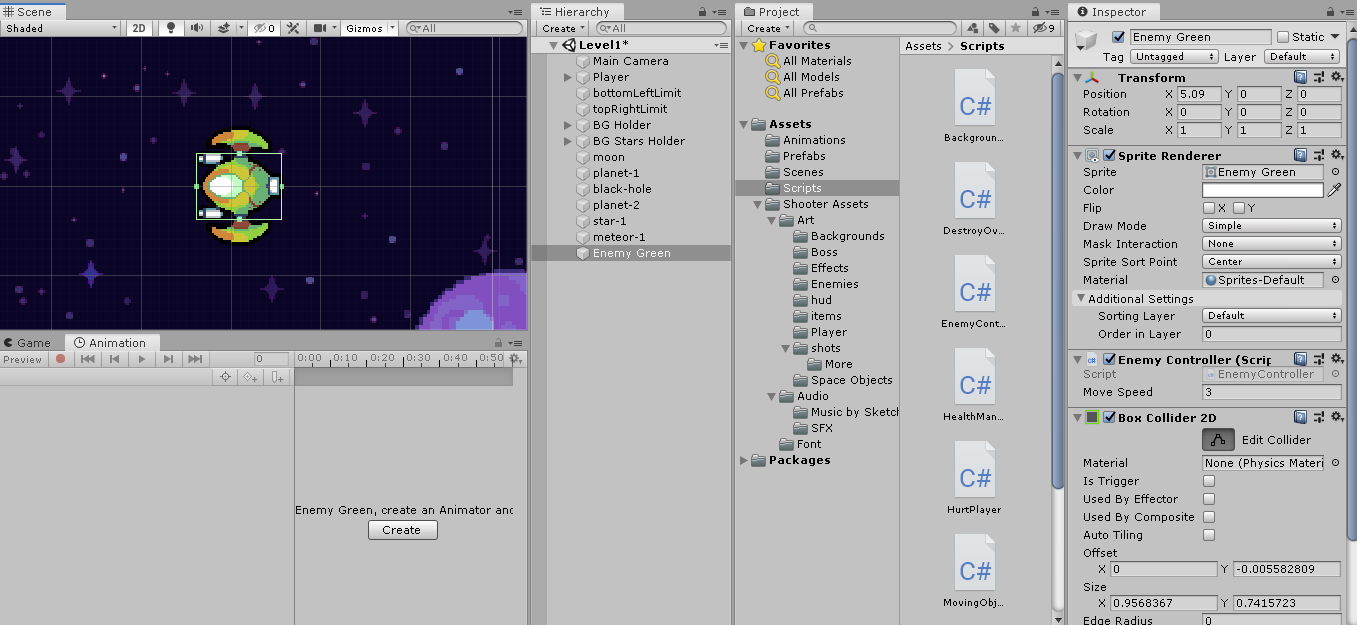 Scene
Shaded
2D
0
Gizmos
All
Game
Animation
Preview
0
0:00
0:10
0:20
0:30
0:40
0:50
Enemy Green, create an Animator and
Create
Hierarchy
Create
All
Level1*
Main Camera
Player
bottomLeftLimit
topRightLimit
BG Holder
BG Stars Holder
moon
planet-1
black-hole
planet-2
star-1
meteor-1
Enemy Green
Project
Create
9
Favorites
All Materials
All Models
All Prefabs
Assets
Animations
Prefabs
Scenes
Scripts
Shooter Assets
Art
Backgrounds
Boss
Effects
Enemies
hud
items
Player
shots
More
Space Objects
Audio
Music by Sketch
SFX
Font
Packages
Assets > Scripts
C#
Backgroun...
C#
DestroyOv...
C#
EnemyCont...
C#
HealthMan...
C#
HurtPlayer
C#
MovingObj...
Inspector
Enemy Green
Static
Tag Untagged Layer Default
Transform
Position X 5.09 Y 0 Z 0
Rotation X 0 Y 0 Z 0
Scale X 1 Y 1 Z 1
Sprite Renderer
Sprite Enemy Green
Color
Flip X Y
Draw Mode Simple
Mask Interaction None
Sprite Sort Point Center
Material Sprites-Default
Additional Settings
Sorting Layer Default
Order in Layer 0
Enemy Controller (Scrip
Script EnemyController
Move Speed 3
Box Collider 2D
Edit Collider
Material None (Physics Materi
Is Trigger
Used By Effector
Used By Composite
Auto Tiling
Offset
X 0 Y -0.005582809
Size
X 0.9568367 Y 0.7415723
Edge Radius 0